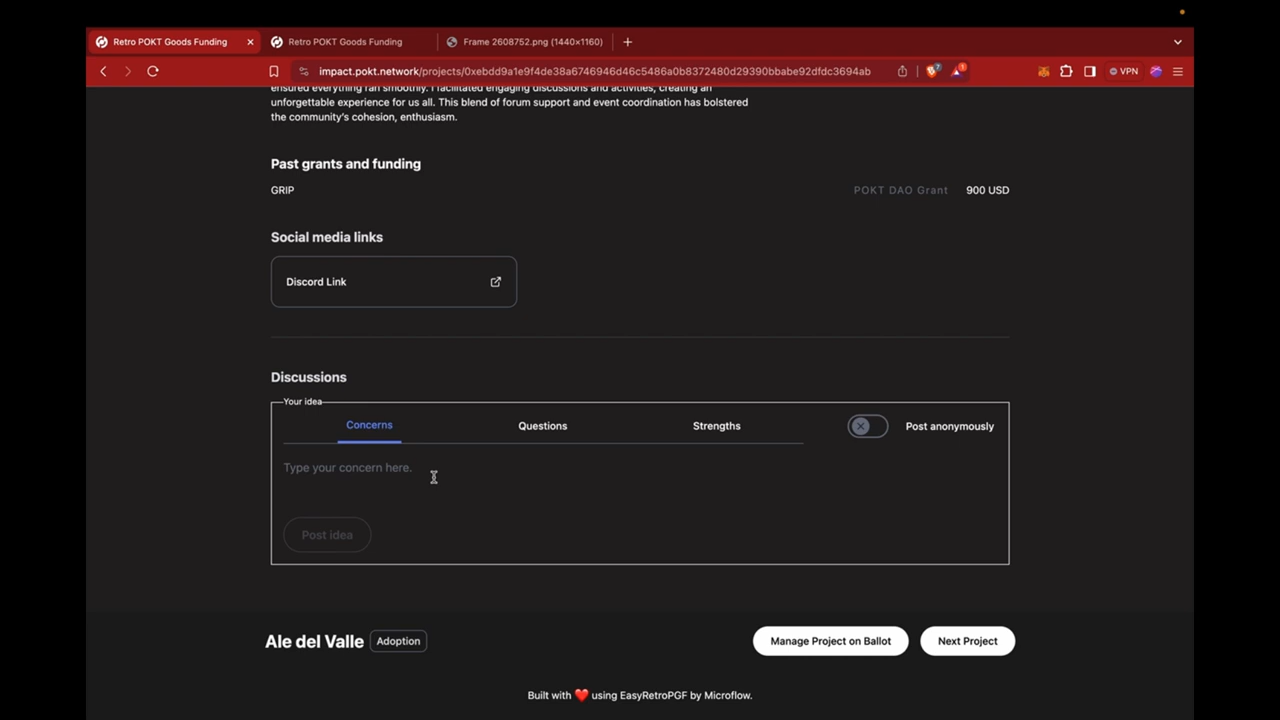 Retro POKT Goods Funding
Retro POKT Goods Funding
Frame 2608752.png (1440×1160)
impact.pokt.network/projects/0xebdd9a1e9f4de38a6746946d46c5486a0b8372480d29390bbabe92dfdc3694ab
7
1
VPN
ensured everything ran smoothly. I facilitated engaging discussions and activities, creating an
unforgettable experience for us all. This blend of forum support and event coordination has bolstered
the community's cohesion, enthusiasm.
Past grants and funding
GRIP POKT DAO Grant 900 USD
Social media links
Discord Link
Discussions
Your idea
Concerns Questions Strengths Post anonymously
Type your concern here.
Post idea
Ale del Valle Adoption Manage Project on Ballot Next Project
Built with ❤️ using EasyRetroPGF by Microflow.